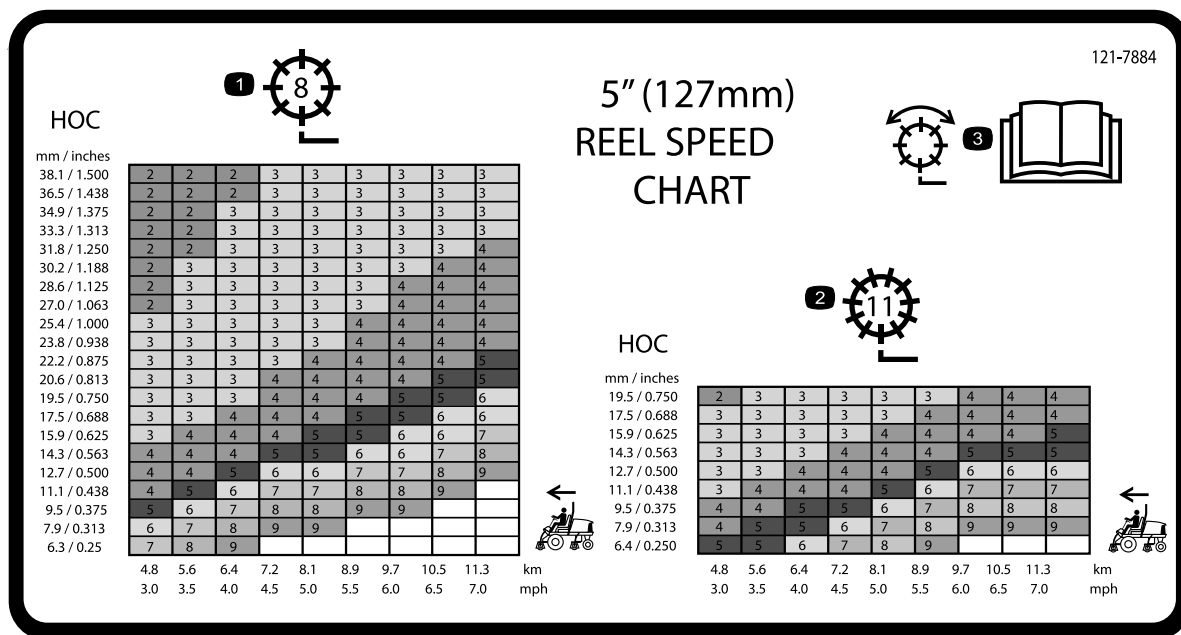 121-7884
5” (127mm)
REEL SPEED
CHART
1
8
3
HOC
mm / inches
38.1 / 1.500 2 2 2 3 3 3 3 3 3
36.5 / 1.438 2 2 2 3 3 3 3 3 3
34.9 / 1.375 2 2 3 3 3 3 3 3 3
33.3 / 1.313 2 2 3 3 3 3 3 3 3
31.8 / 1.250 2 2 3 3 3 3 3 3 4
30.2 / 1.188 2 3 3 3 3 3 3 4 4
28.6 / 1.125 2 3 3 3 3 3 4 4 4
27.0 / 1.063 2 3 3 3 3 3 4 4 4
25.4 / 1.000 3 3 3 3 3 4 4 4 4
23.8 / 0.938 3 3 3 3 3 4 4 4 4
22.2 / 0.875 3 3 3 3 4 4 4 4 5
20.6 / 0.813 3 3 3 4 4 4 4 5 5
19.5 / 0.750 3 3 3 4 4 4 5 5 6
17.5 / 0.688 3 3 4 4 4 5 5 6 6
15.9 / 0.625 3 4 4 4 5 5 6 6 7
14.3 / 0.563 4 4 4 5 5 6 6 7 8
12.7 / 0.500 4 4 5 6 6 7 7 8 9
11.1 / 0.438 4 5 6 7 7 8 8 9
9.5 / 0.375 5 6 7 8 8 9 9
7.9 / 0.313 6 7 8 9 9
6.3 / 0.25 7 8 9
4.8 5.6 6.4 7.2 8.1 8.9 9.7 10.5 11.3 km
3.0 3.5 4.0 4.5 5.0 5.5 6.0 6.5 7.0 mph
2
11
HOC
mm / inches
19.5 / 0.750 2 3 3 3 3 3 4 4 4
17.5 / 0.688 3 3 3 3 3 4 4 4 4
15.9 / 0.625 3 3 3 3 4 4 4 4 5
14.3 / 0.563 3 3 3 4 4 4 5 5 5
12.7 / 0.500 3 3 4 4 4 5 6 6 6
11.1 / 0.438 3 4 4 4 5 6 7 7 7
9.5 / 0.375 4 4 5 5 6 7 8 8 8
7.9 / 0.313 4 5 5 6 7 8 9 9 9
6.4 / 0.250 5 5 6 7 8 9
4.8 5.6 6.4 7.2 8.1 8.9 9.7 10.5 11.3 km
3.0 3.5 4.0 4.5 5.0 5.5 6.0 6.5 7.0 mph